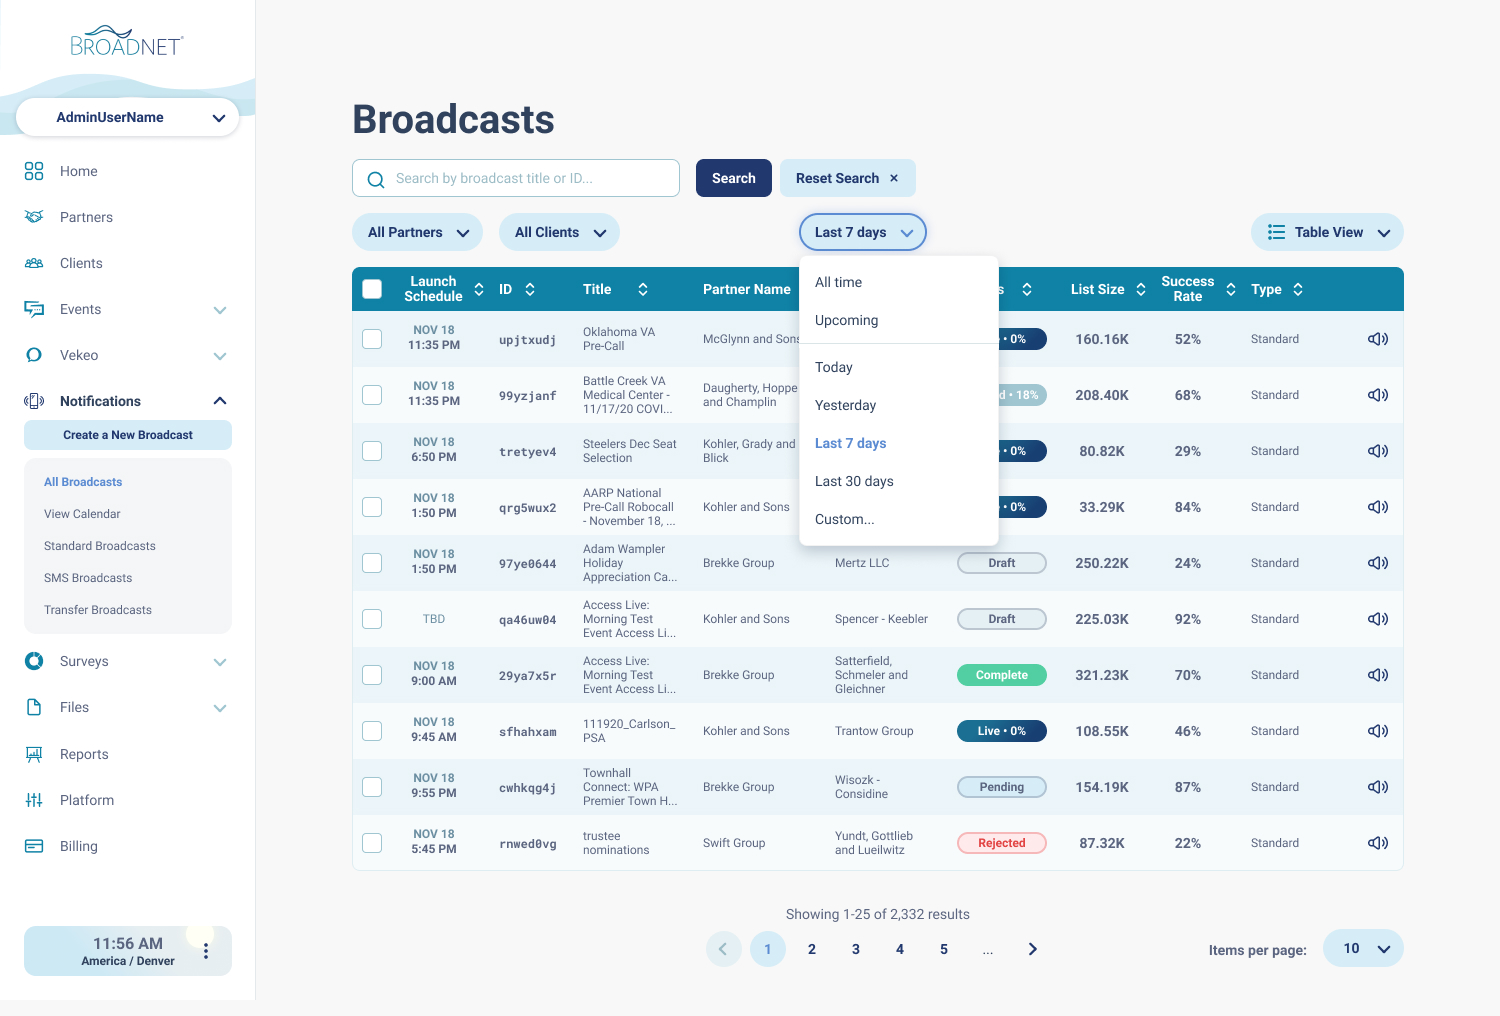 BROADNET
AdminUserName
Home
Partners
Clients
Events
Vekeo
Notifications
Create a New Broadcast
All Broadcasts
View Calendar
Standard Broadcasts
SMS Broadcasts
Transfer Broadcasts
Surveys
Files
Reports
Platform
Billing
11:56 AM
America / Denver
Broadcasts
Search by broadcast title or ID...
Search
Reset Search ×
All Partners
All Clients
Last 7 days
Table View
All time
Upcoming
Today
Yesterday
Last 7 days
Last 30 days
Custom...
Launch
Schedule
ID
Title
Partner Name
s
List Size
Success
Rate
Type
NOV 18
11:35 PM
upjtxudj
Oklahoma VA
Pre-Call
McGlynn and Sons
• 0%
160.16K
52%
Standard
NOV 18
11:35 PM
99yzjanf
Battle Creek VA
Medical Center -
11/17/20 COVI...
Daugherty, Hoppe
and Champlin
d • 18%
208.40K
68%
Standard
NOV 18
6:50 PM
tretyev4
Steelers Dec Seat
Selection
Kohler, Grady and
Blick
• 0%
80.82K
29%
Standard
NOV 18
1:50 PM
qrg5wux2
AARP National
Pre-Call Robocall
- November 18, ...
Kohler and Sons
• 0%
33.29K
84%
Standard
NOV 18
1:50 PM
97ye0644
Adam Wampler
Holiday
Appreciation Ca...
Brekke Group
Mertz LLC
Draft
250.22K
24%
Standard
TBD
qa46uw04
Access Live:
Morning Test
Event Access Li...
Kohler and Sons
Spencer - Keebler
Draft
225.03K
92%
Standard
NOV 18
9:00 AM
29ya7x5r
Access Live:
Morning Test
Event Access Li...
Brekke Group
Satterfield,
Schmeler and
Gleichner
Complete
321.23K
70%
Standard
NOV 18
9:45 AM
sfhahxam
111920_Carlson_
PSA
Kohler and Sons
Trantow Group
Live • 0%
108.55K
46%
Standard
NOV 18
9:55 PM
cwhkqg4j
Townhall
Connect: WPA
Premier Town H...
Brekke Group
Wisozk -
Considine
Pending
154.19K
87%
Standard
NOV 18
5:45 PM
rnwed0vg
trustee
nominations
Swift Group
Yundt, Gottlieb
and Lueilwitz
Rejected
87.32K
22%
Standard
Showing 1-25 of 2,332 results
1 2 3 4 5 ...
Items per page: 10